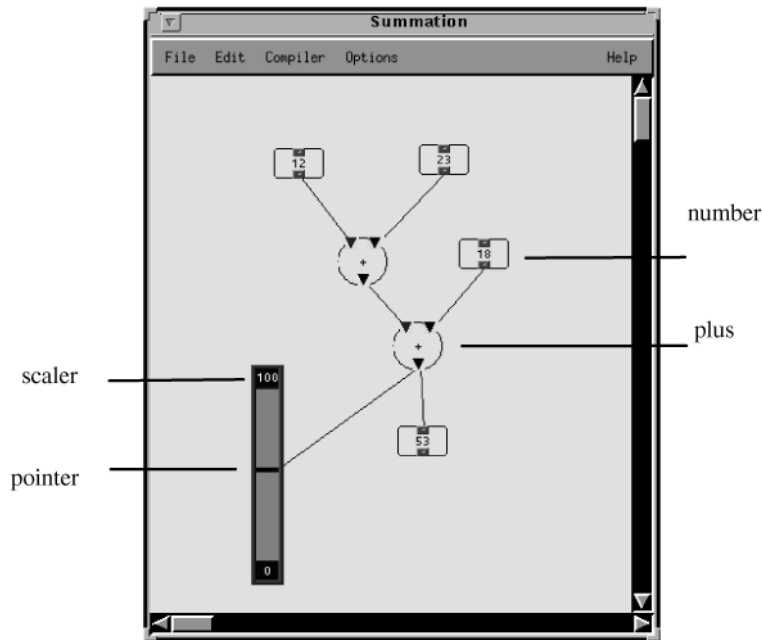 Summation
File Edit Compiler Options Help
12
23
number
+
18
plus
+
scaler
100
53
pointer
0